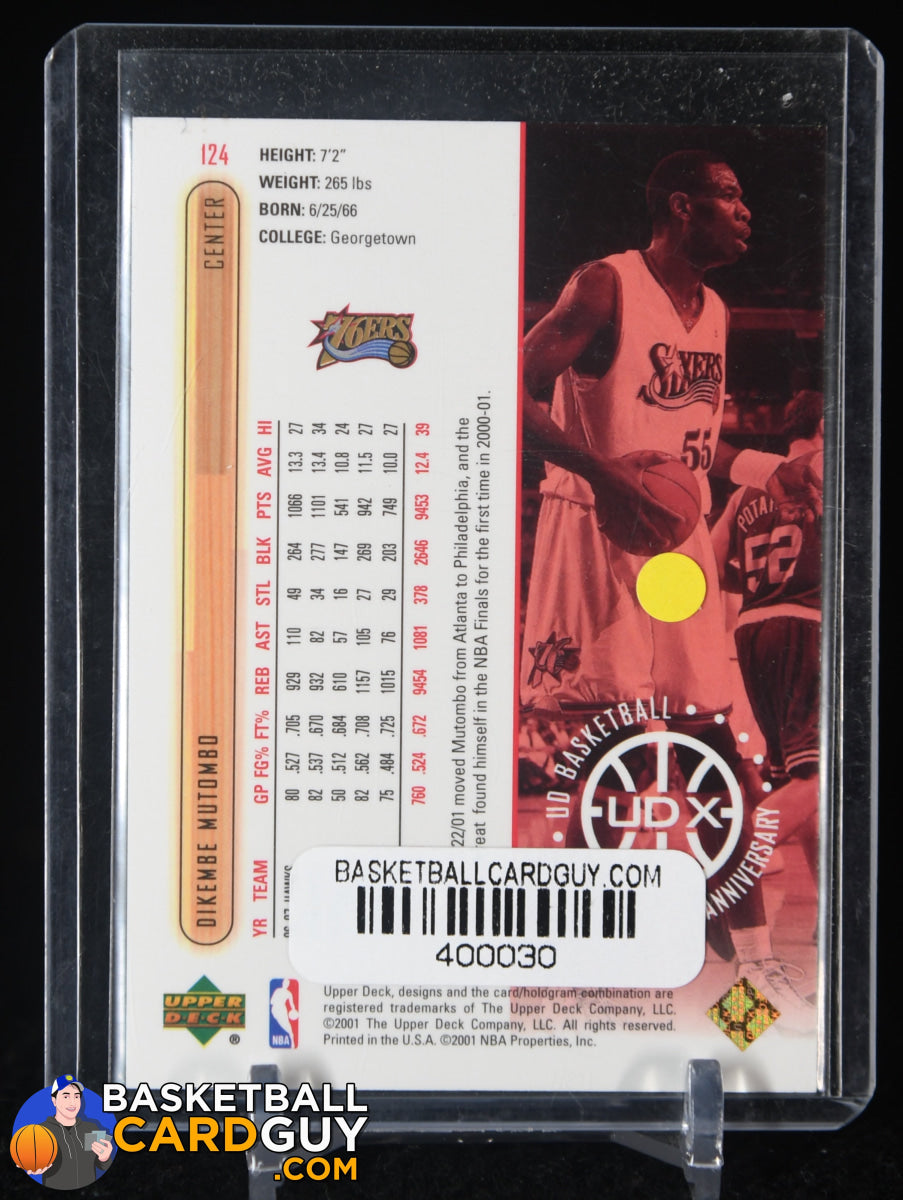 124
HEIGHT: 7'2"
WEIGHT: 265 lbs
BORN: 6/25/66
COLLEGE: Georgetown
DIKEMBE MUTOMBO CENTER
76ERS
YR TEAM GP FG% FT% REB AST STL BLK PTS AVG HI
80 .527 .705 929 110 49 264 1066 13.3 27
82 .537 .670 932 82 34 277 1101 13.4 34
50 .512 .684 610 57 16 147 541 10.8 24
82 .562 .708 1157 105 27 269 942 11.5 27
75 .484 .725 1015 76 29 203 749 10.0 27
760 .524 .672 9454 1081 378 2646 9453 12.4 39
22/01 moved Mutombo from Atlanta to Philadelphia, and the
eat found himself in the NBA Finals for the first time in 2000-01.
SIXERS
55
POTA
52
UD BASKETBALL
UD X
ANNIVERSARY
BASKETBALLCARDGUY.COM
400030
UPPER
DECK
®
NBA
Upper Deck, designs and the card/hologram combination are
registered trademarks of The Upper Deck Company, LLC.
©2001 The Upper Deck Company, LLC. All rights reserved.
Printed in the U.S.A. ©2001 NBA Properties, Inc.
BASKETBALL
CARDGUY
.COM